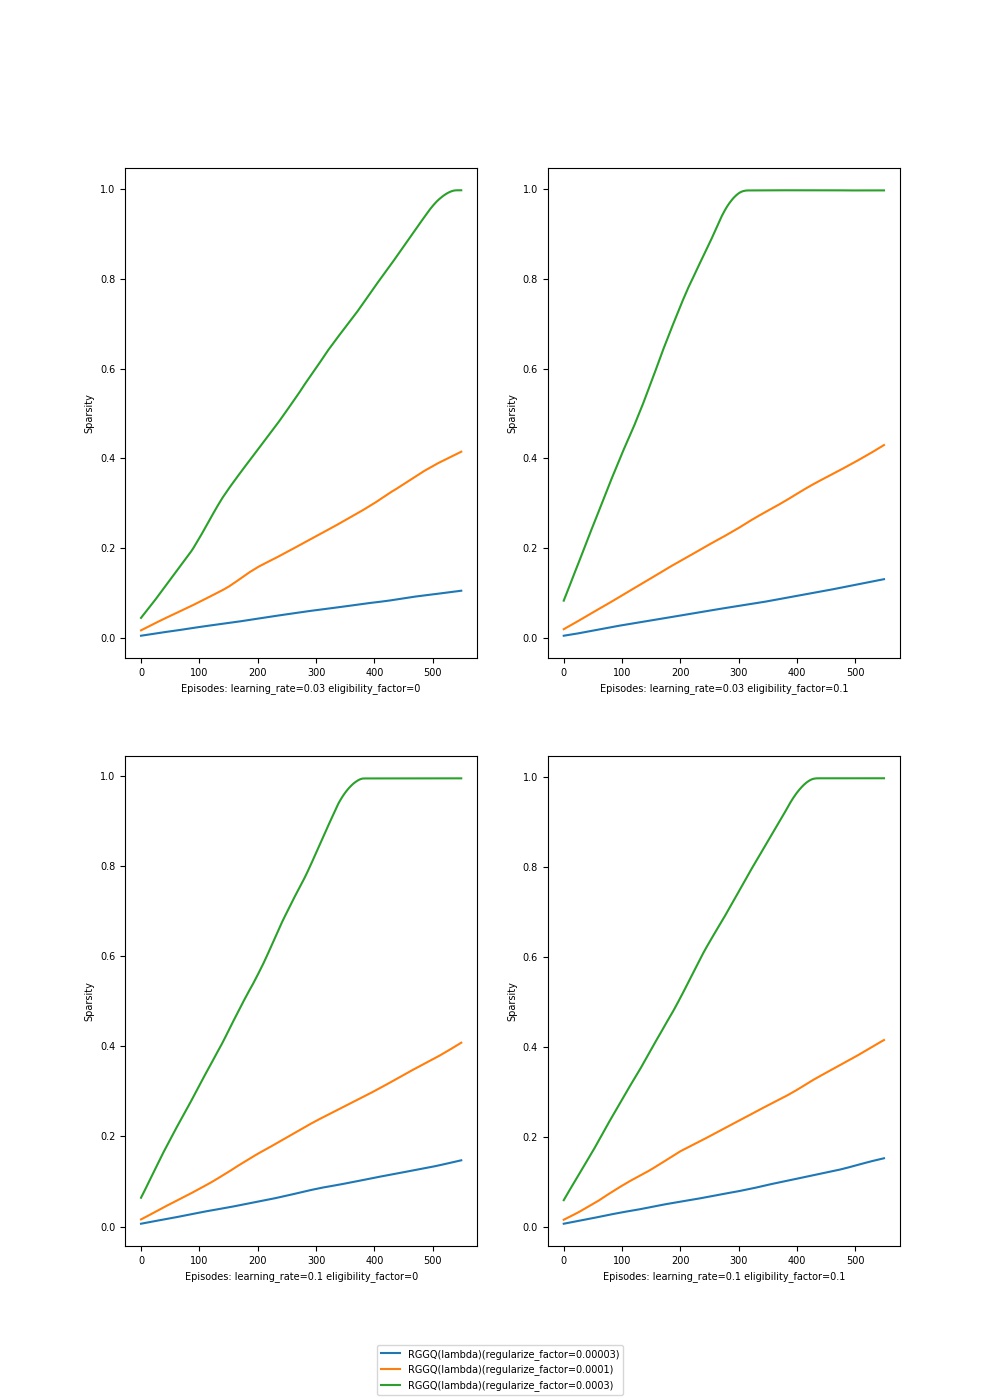 1.0
0.8
0.6
0.4
0.2
0.0
Sparsity
0 100 200 300 400 500
Episodes: learning_rate=0.03 eligibility_factor=0
1.0
0.8
0.6
0.4
0.2
0.0
Sparsity
0 100 200 300 400 500
Episodes: learning_rate=0.03 eligibility_factor=0.1
1.0
0.8
0.6
0.4
0.2
0.0
Sparsity
0 100 200 300 400 500
Episodes: learning_rate=0.1 eligibility_factor=0
1.0
0.8
0.6
0.4
0.2
0.0
Sparsity
0 100 200 300 400 500
Episodes: learning_rate=0.1 eligibility_factor=0.1
RGGQ(lambda)(regularize_factor=0.00003)
RGGQ(lambda)(regularize_factor=0.0001)
RGGQ(lambda)(regularize_factor=0.0003)